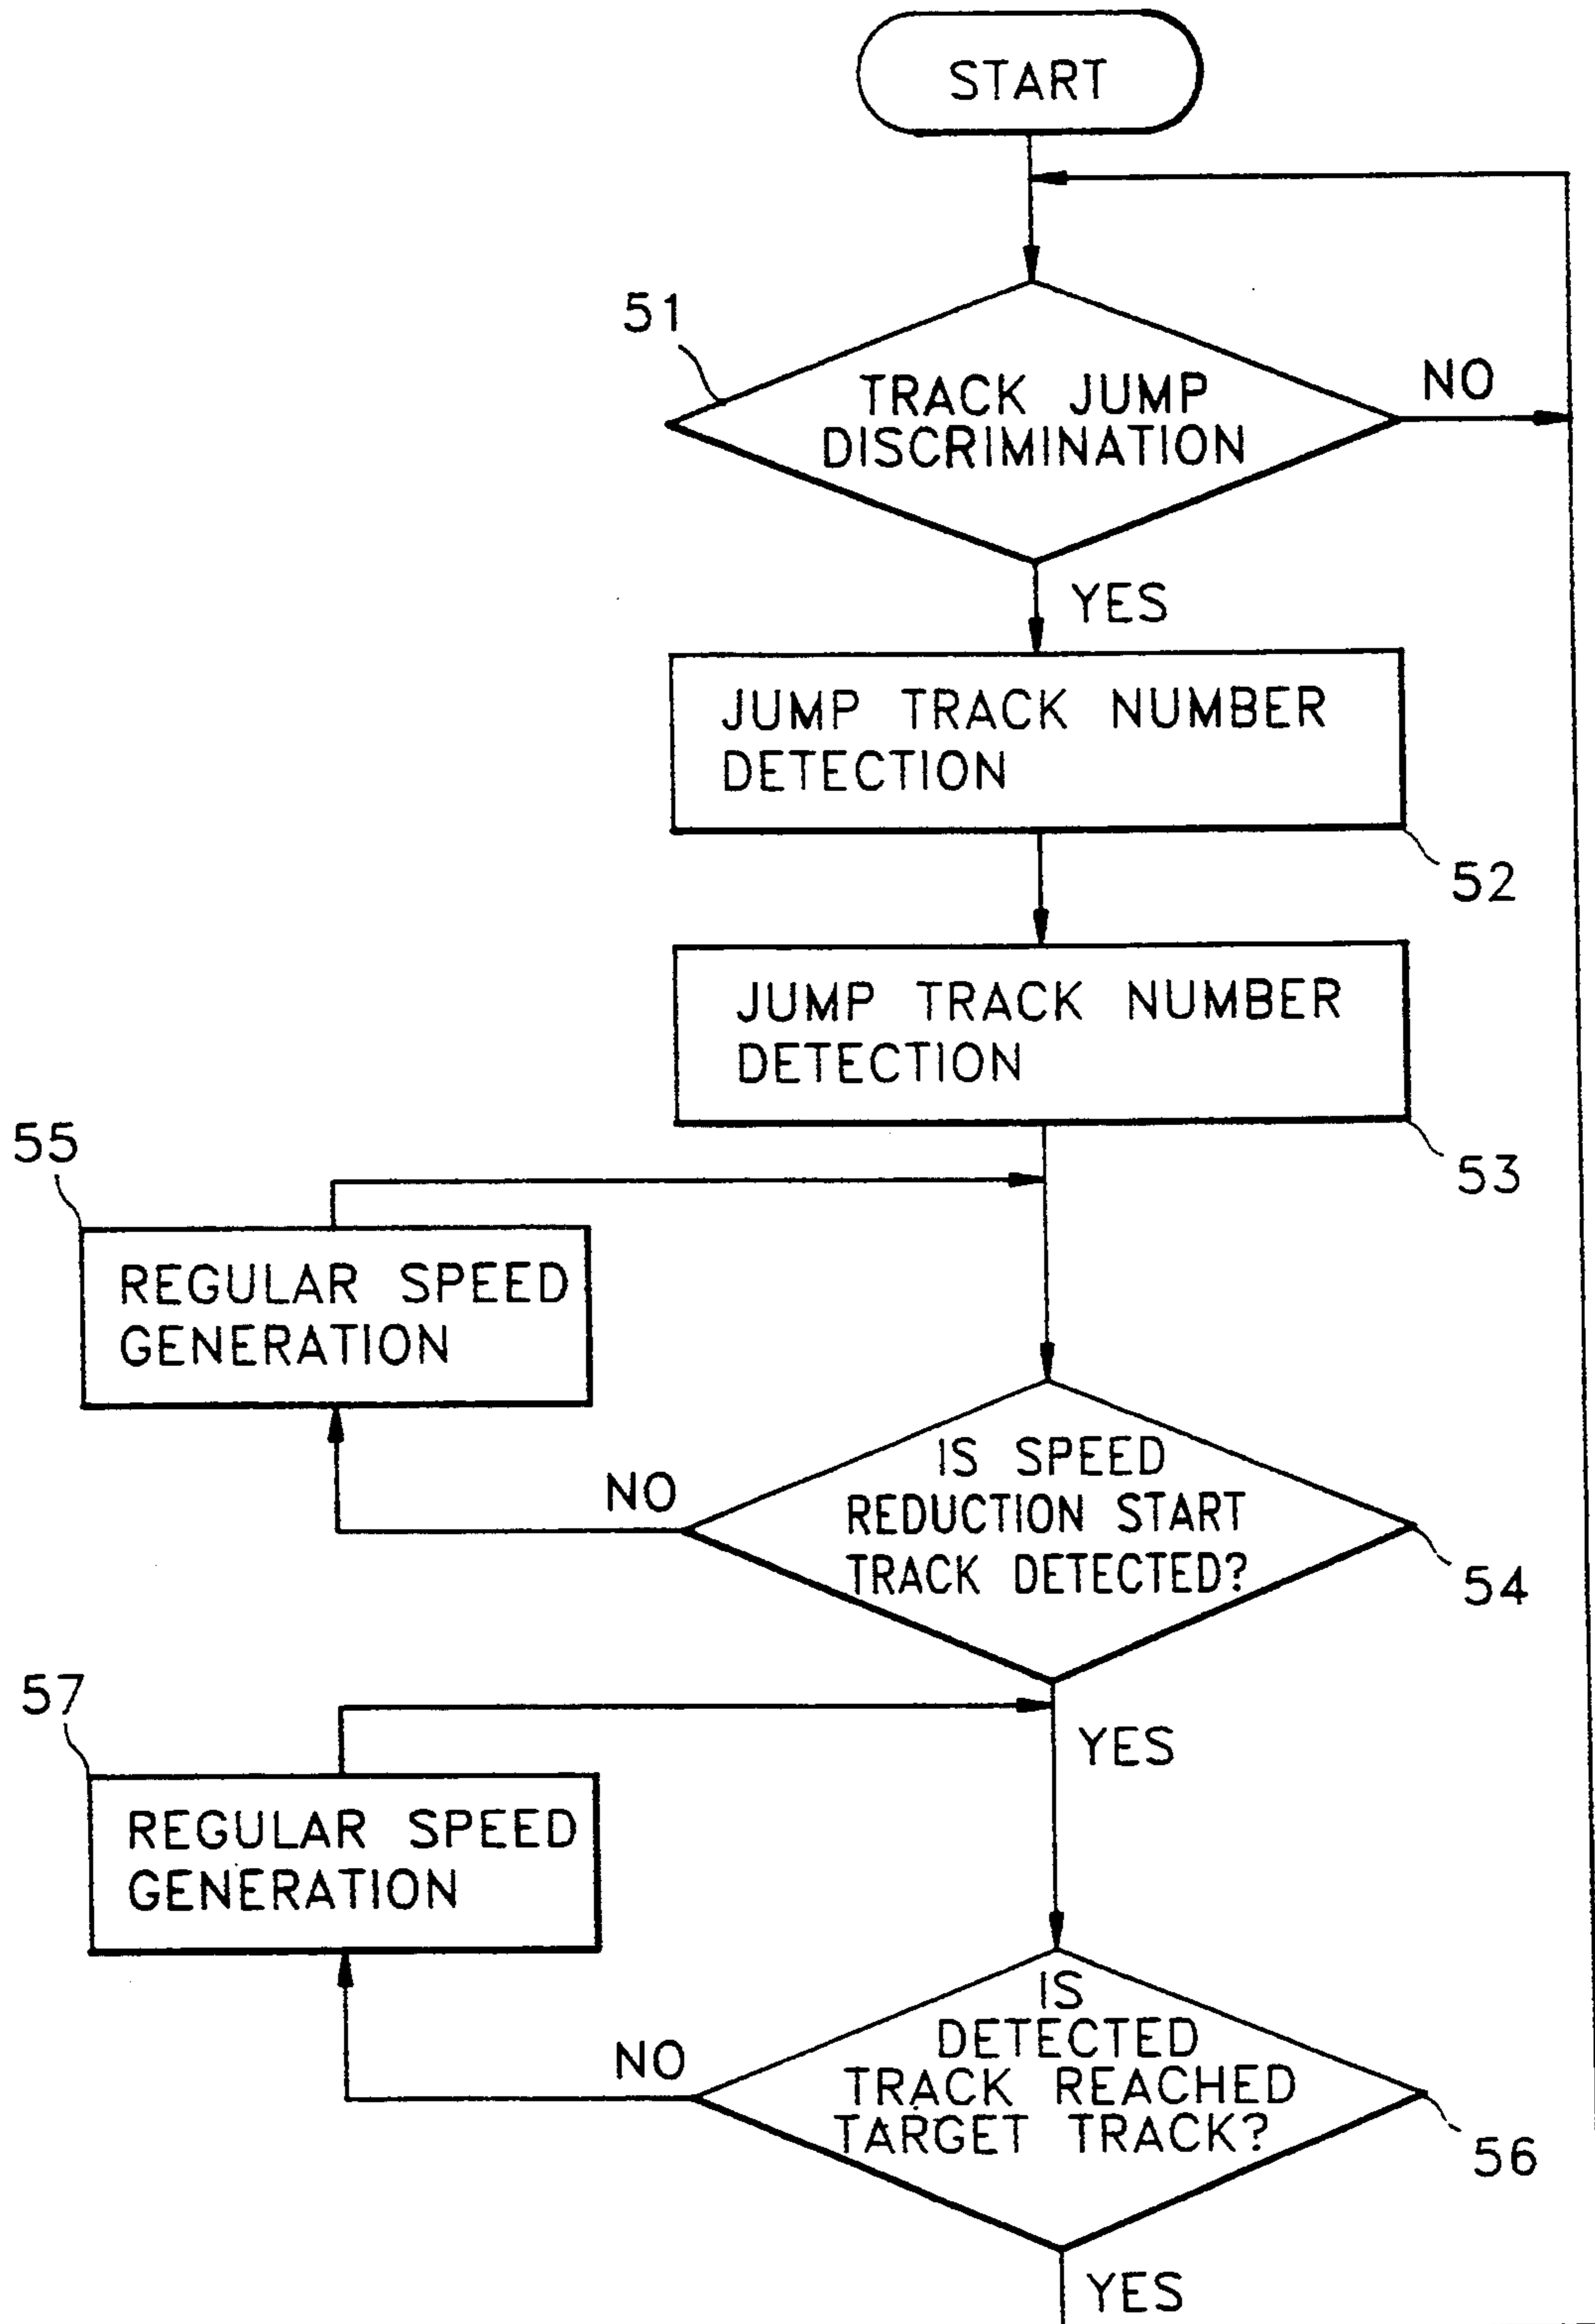 START
51
TRACK JUMP
DISCRIMINATION
NO
YES
JUMP TRACK NUMBER
DETECTION
52
JUMP TRACK NUMBER
DETECTION
53
55
REGULAR SPEED
GENERATION
IS SPEED
REDUCTION START
TRACK DETECTED?
NO
54
57
YES
REGULAR SPEED
GENERATION
IS
DETECTED
TRACK REACHED
TARGET TRACK?
NO
56
YES